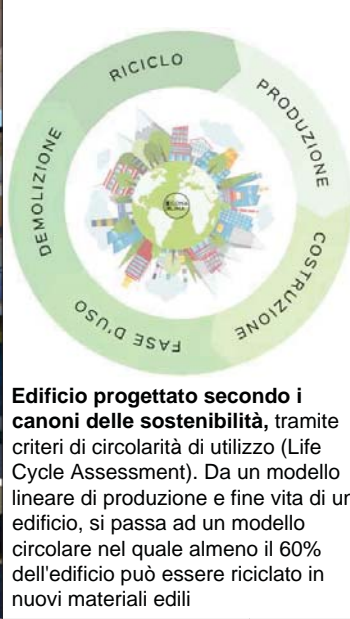 RICICLO
PRODUZIONE
COSTRUZIONE
FASE D'USO
DEMOLIZIONE
Edificio progettato secondo i
canoni delle sostenibilità, tramite
criteri di circolarità di utilizzo (Life
Cycle Assessment). Da un modello
lineare di produzione e fine vita di un
edificio, si passa ad un modello
circolare nel quale almeno il 60%
dell'edificio può essere riciclato in
nuovi materiali edili